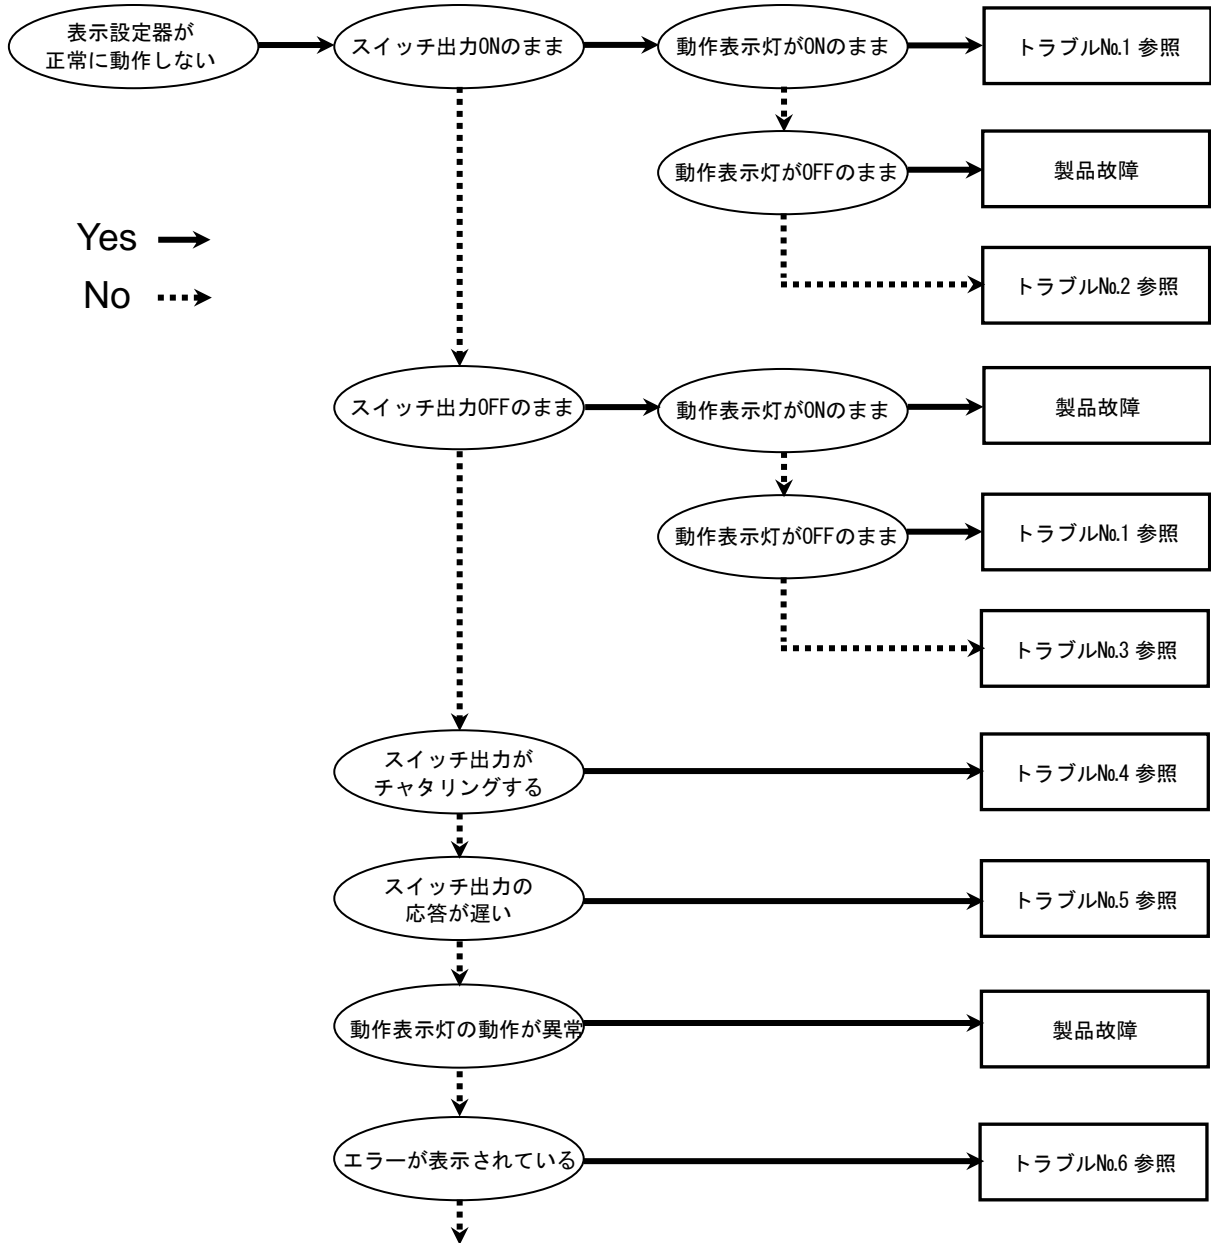 表示設定器が
正常に動作しない
スイッチ出力ONのまま
動作表示灯がONのまま
トラブル№1 参照
動作表示灯がOFFのまま
製品故障
Yes
No
トラブル№2 参照
スイッチ出力OFFのまま
動作表示灯がONのまま
製品故障
動作表示灯がOFFのまま
トラブル№1 参照
トラブル№3 参照
スイッチ出力が
チャタリングする
トラブル№4 参照
スイッチ出力の
応答が遅い
トラブル№5 参照
動作表示灯の動作が異常
製品故障
エラーが表示されている
トラブル№6 参照